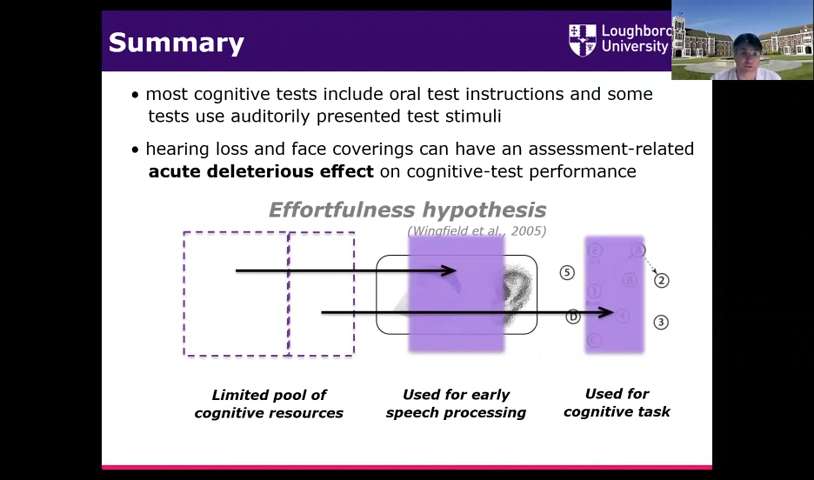 Summary
Loughboro
University
• most cognitive tests include oral test instructions and some
tests use auditorily presented test stimuli
• hearing loss and face coverings can have an assessment-related
acute deleterious effect on cognitive-test performance
Effortfulness hypothesis
(Wingfield et al., 2005)
E
A
5
2
B
1
D
4
3
C
Limited pool of
cognitive resources
Used for early
speech processing
Used for
cognitive task